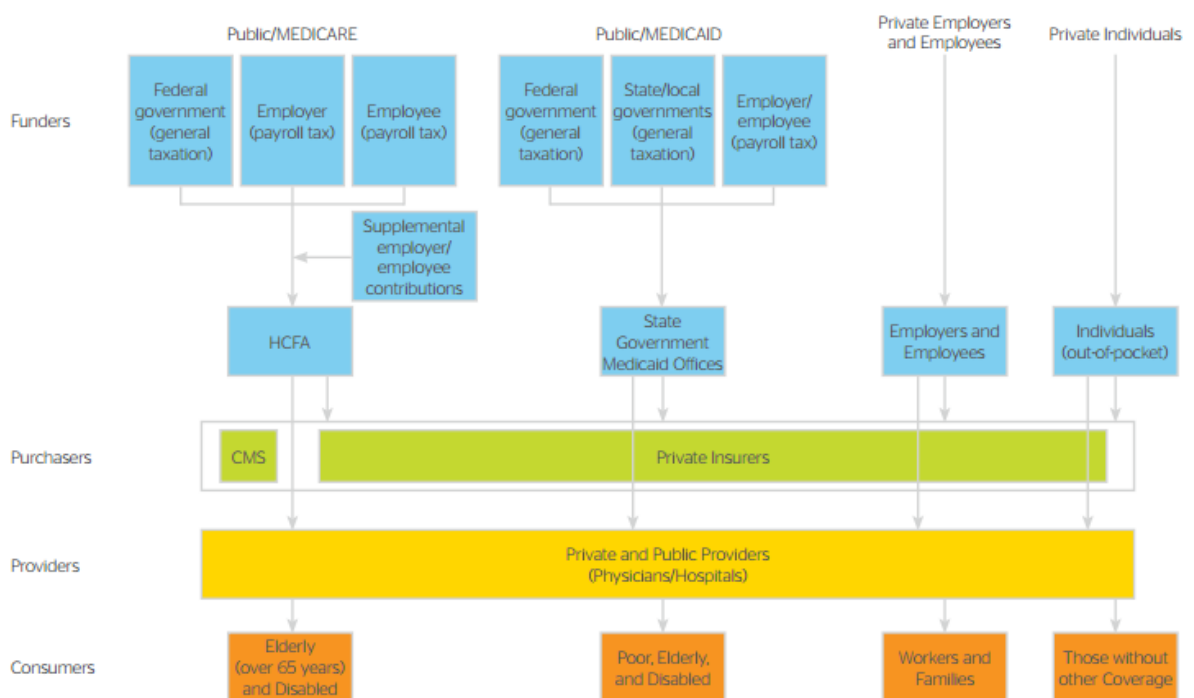 Public/MEDICARE
Public/MEDICAID
Private Employers
and Employees
Private Individuals
Funders
Federal
government
(general
taxation)
Employer
(payroll tax)
Employee
(payroll tax)
Federal
government
(general
taxation)
State/local
governments
(general
taxation)
Employer/
employee
(payroll tax)
Supplemental
employer/
employee
contributions
HCFA
State
Government
Medicaid Offices
Employers and
Employees
Individuals
(out-of-pocket)
Purchasers
CMS
Private Insurers
Providers
Private and Public Providers
(Physicians/Hospitals)
Consumers
Elderly
(over 65 years)
and Disabled
Poor, Elderly,
and Disabled
Workers and
Families
Those without
other Coverage